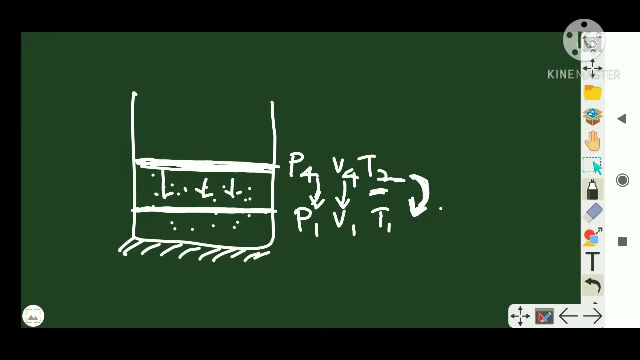 KINEMASTER
P₄ V₄ T₂
P₁ V₁ T₁
T